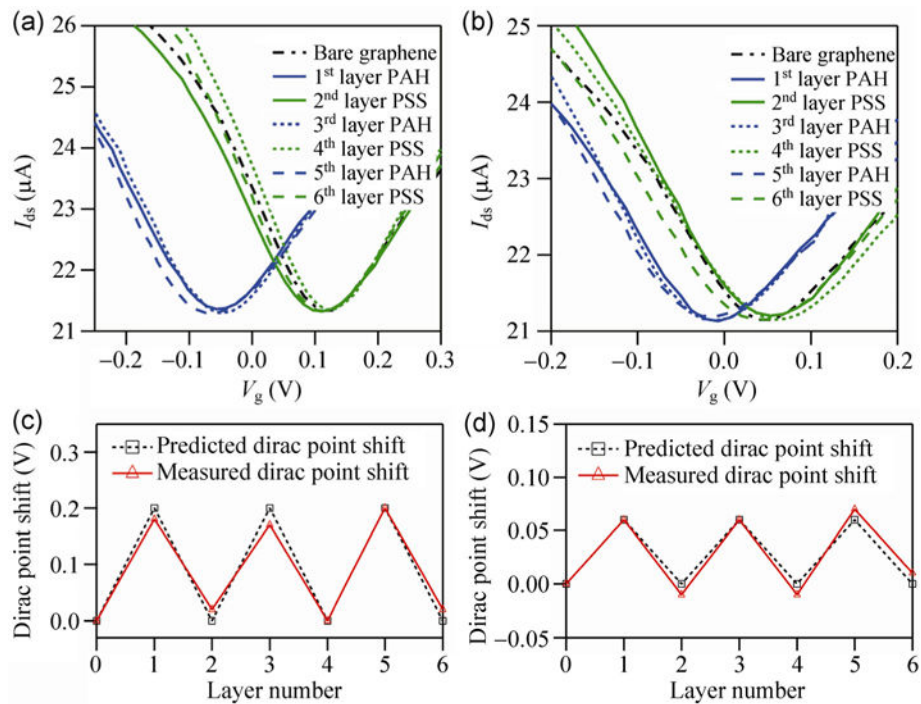 (a)
26
25
24
23
22
21
I_ds (μA)
−0.2 −0.1 0.0 0.1 0.2 0.3
V_g (V)
Bare graphene
1st layer PAH
2nd layer PSS
3rd layer PAH
4th layer PSS
5th layer PAH
6th layer PSS
(b)
25
24
23
22
21
I_ds (μA)
−0.2 −0.1 0.0 0.1 0.2
V_g (V)
Bare graphene
1st layer PAH
2nd layer PSS
3rd layer PAH
4th layer PSS
5th layer PAH
6th layer PSS
(c)
0.3
0.2
0.1
0.0
Dirac point shift (V)
Predicted dirac point shift
Measured dirac point shift
0 1 2 3 4 5 6
Layer number
(d)
0.15
0.10
0.05
0.00
−0.05
Dirac point shift (V)
Predicted dirac point shift
Measured dirac point shift
0 1 2 3 4 5 6
Layer number